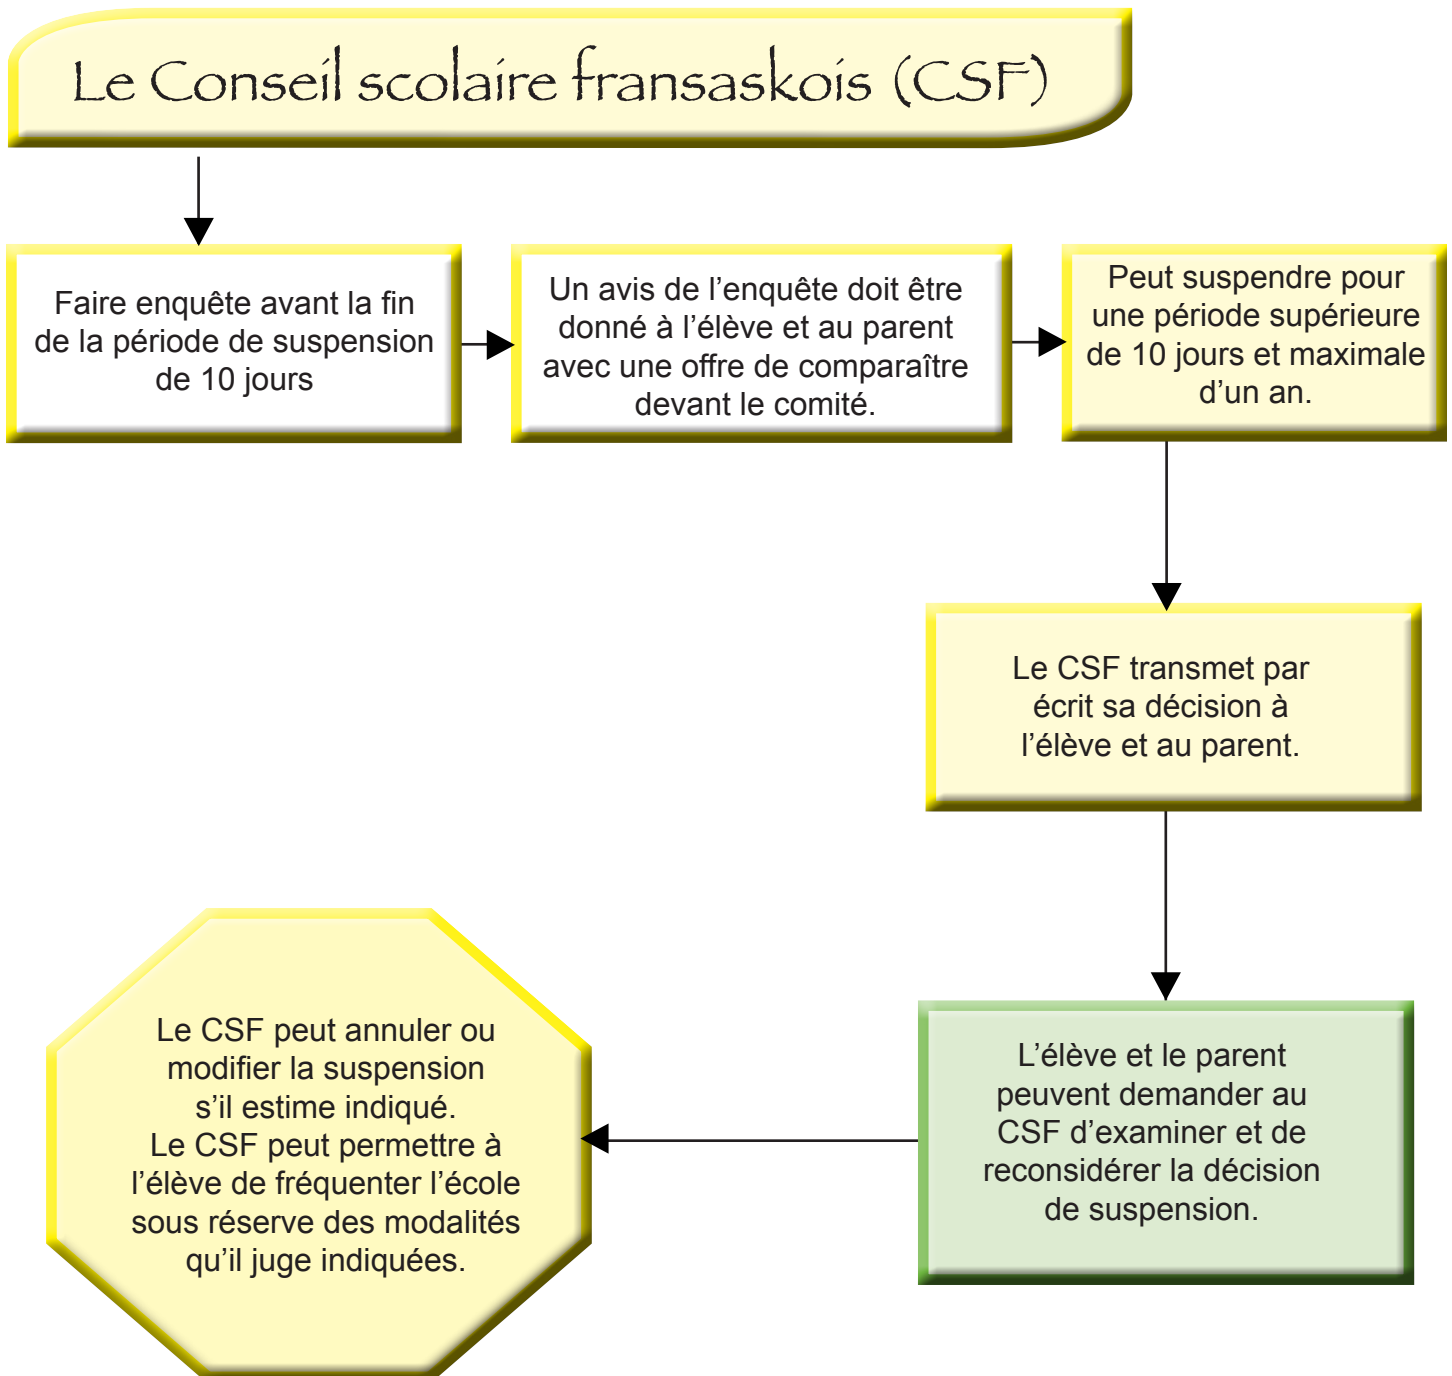 Le Conseil scolaire fransaskois (CSF)
Faire enquête avant la fin
de la période de suspension
de 10 jours
Un avis de l’enquête doit être
donné à l’élève et au parent
avec une offre de comparaître
devant le comité.
Peut suspendre pour
une période supérieure
de 10 jours et maximale
d’un an.
Le CSF transmet par
écrit sa décision à
l’élève et au parent.
L’élève et le parent
peuvent demander au
CSF d’examiner et de
reconsidérer la décision
de suspension.
Le CSF peut annuler ou
modifier la suspension
s’il estime indiqué.
Le CSF peut permettre à
l’élève de fréquenter l’école
sous réserve des modalités
qu’il juge indiquées.